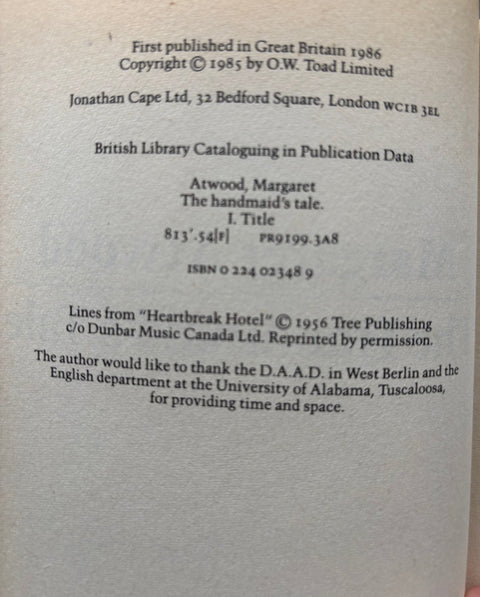 First published in Great Britain 1986
Copyright © 1985 by O.W. Toad Limited
Jonathan Cape Ltd, 32 Bedford Square, London WC1B 3EL
British Library Cataloguing in Publication Data
Atwood, Margaret
The handmaid's tale.
I. Title
813'.54[F] PR9199.3A8
ISBN 0 224 02348 9
Lines from "Heartbreak Hotel" © 1956 Tree Publishing
c/o Dunbar Music Canada Ltd. Reprinted by permission.
The author would like to thank the D.A.A.D. in West Berlin and the
English department at the University of Alabama, Tuscaloosa,
for providing time and space.